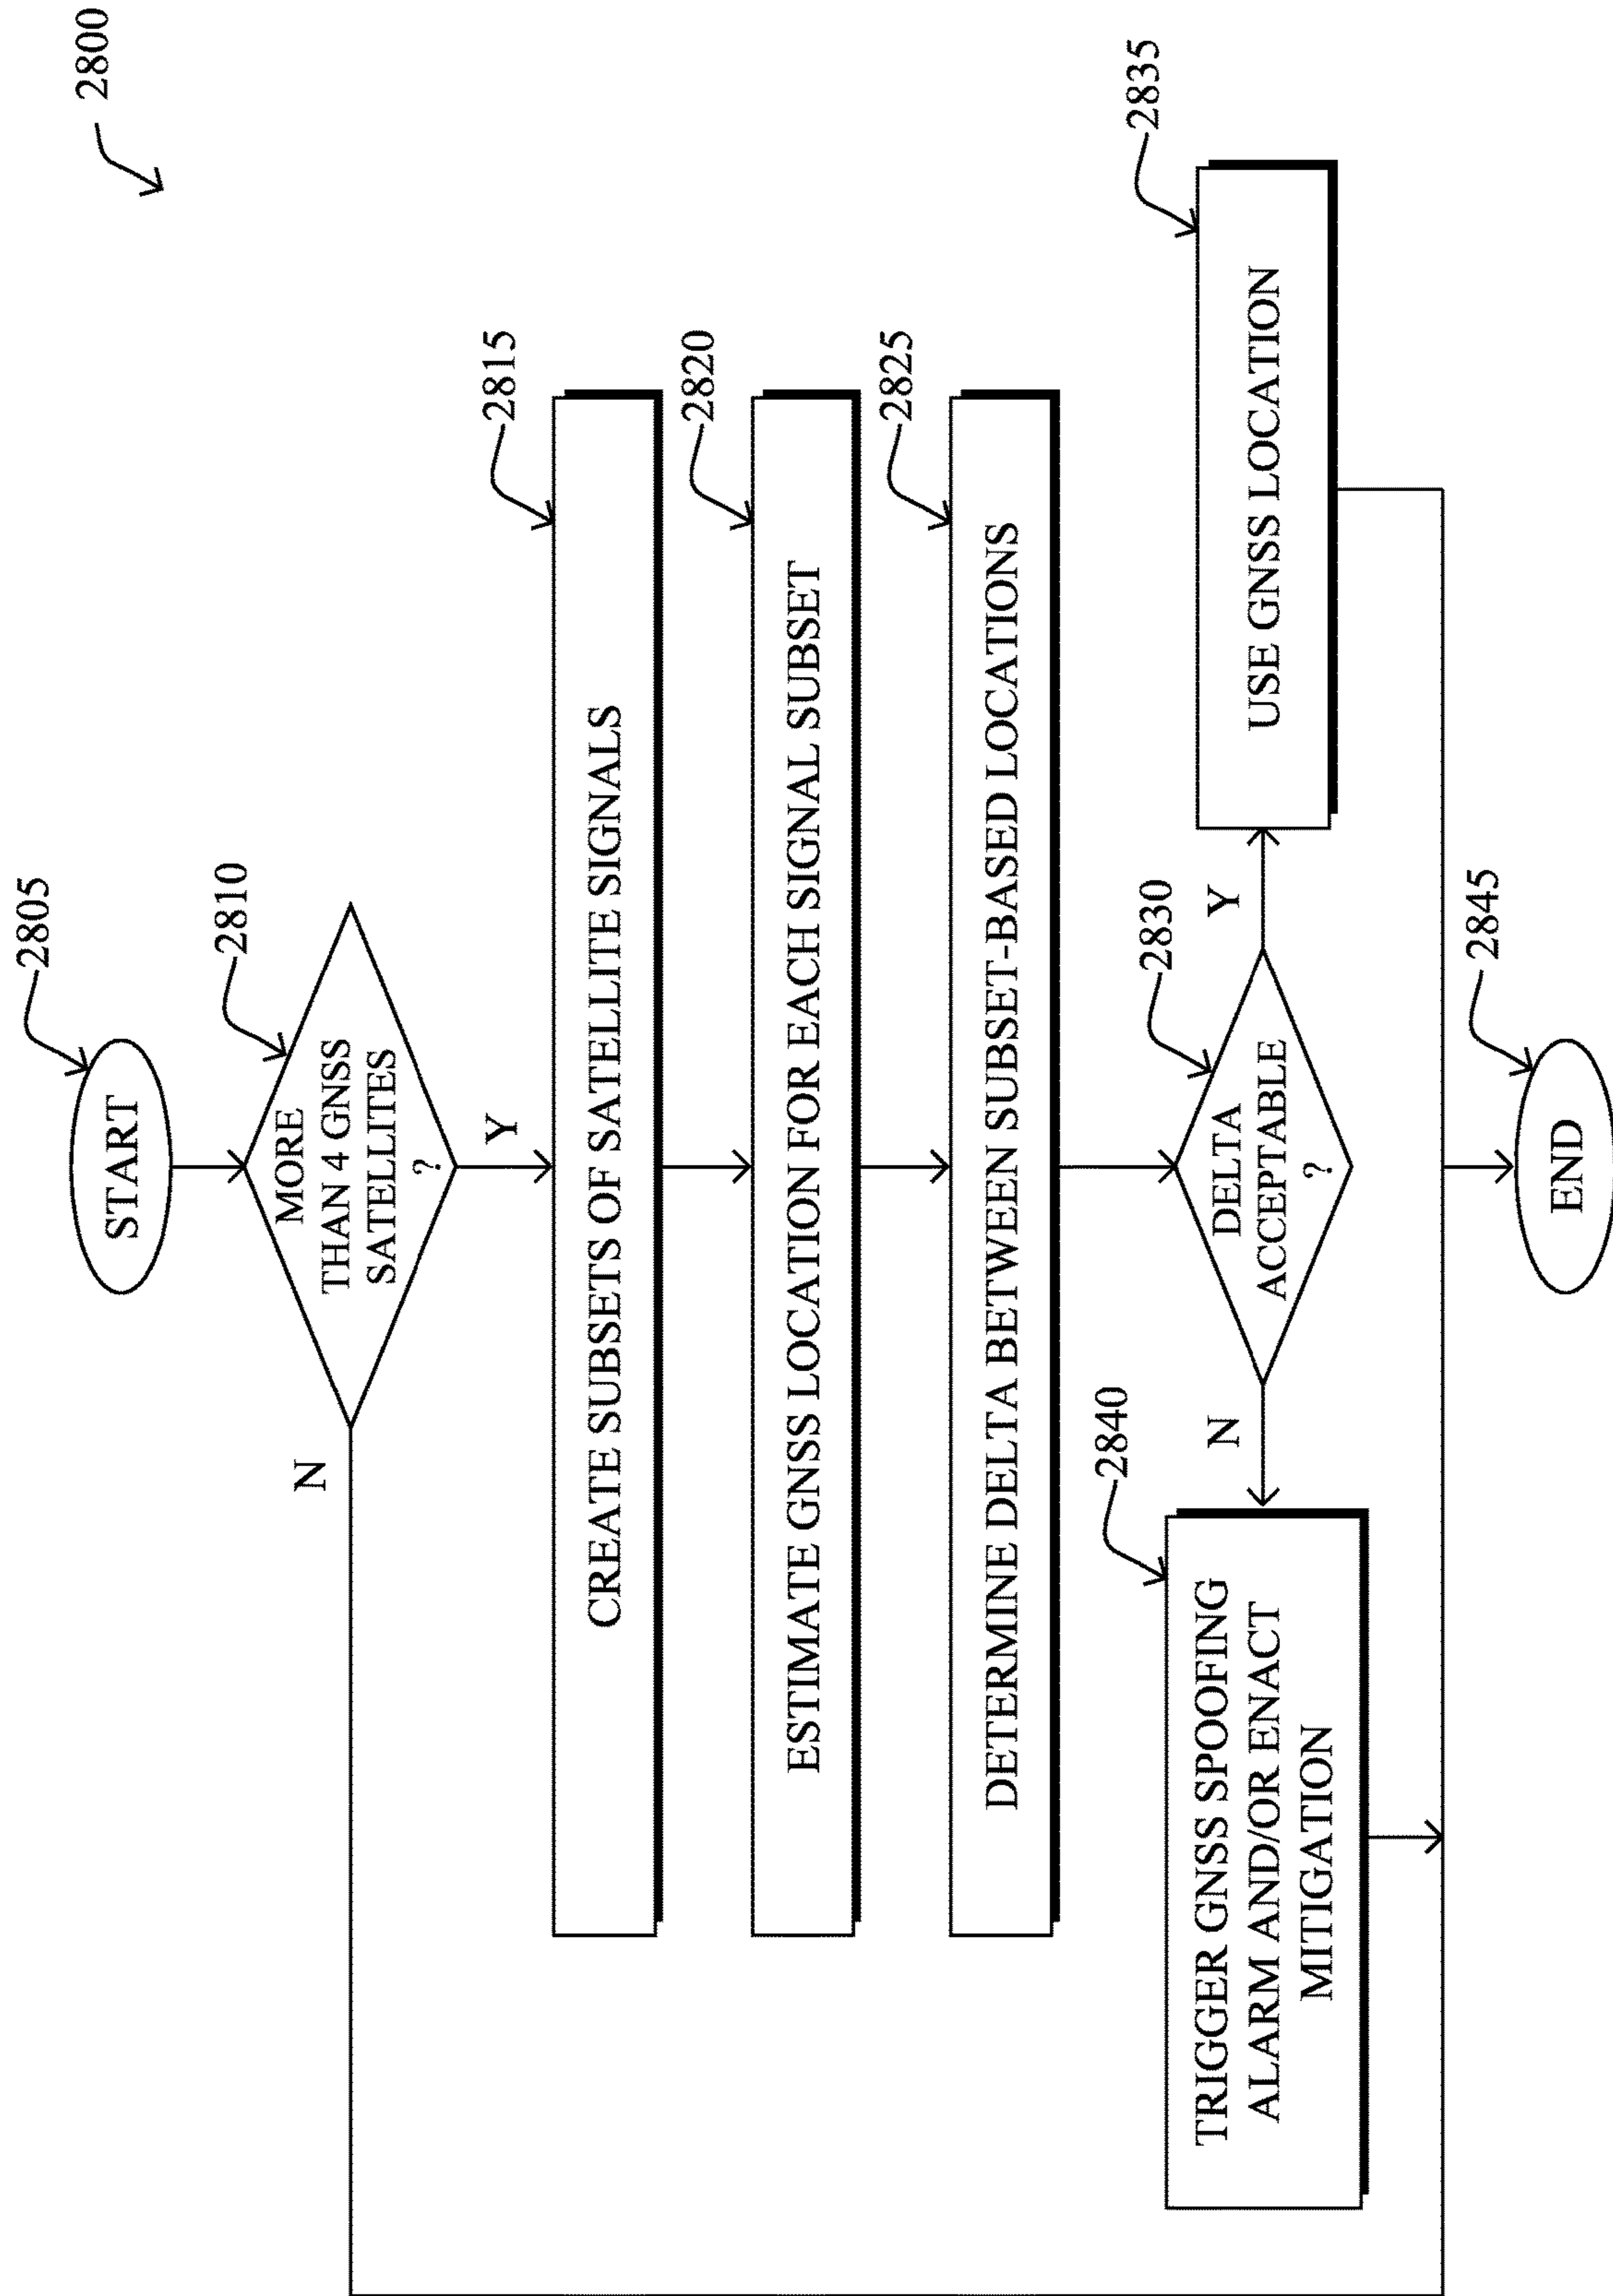 2800
START
2805
MORE
THAN 4 GNSS
SATELLITES
?
2810
N
Y
CREATE SUBSETS OF SATELLITE SIGNALS
2815
ESTIMATE GNSS LOCATION FOR EACH SIGNAL SUBSET
2820
DETERMINE DELTA BETWEEN SUBSET-BASED LOCATIONS
2825
DELTA
ACCEPTABLE
?
2830
N
Y
TRIGGER GNSS SPOOFING
ALARM AND/OR ENACT
MITIGATION
2840
USE GNSS LOCATION
2835
END
2845